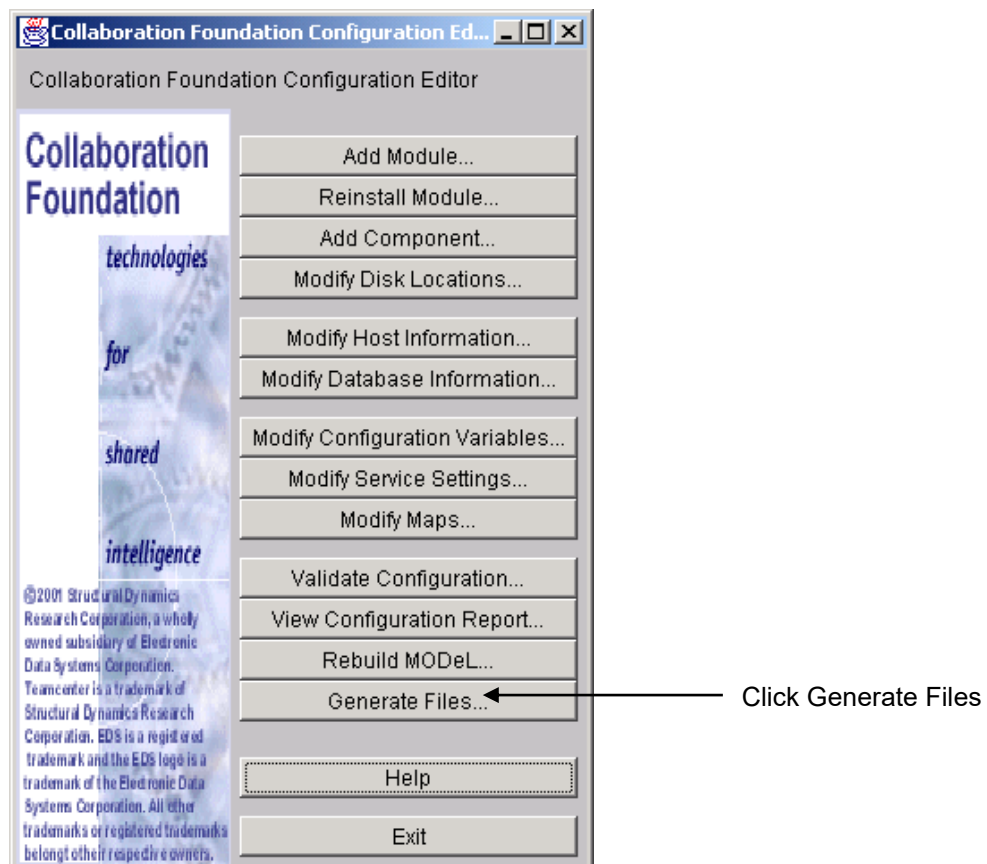 Collaboration Foundation Configuration Ed...
Collaboration Foundation Configuration Editor
Collaboration
Foundation
technologies
for
shared
intelligence
©2001 Structural Dynamics
Research Corporation, a wholly
owned subsidiary of Electronic
Data Systems Corporation.
Teamcenter is a trademark of
Structural Dynamics Research
Corporation. EDS is a registered
trademark and the EDS logo is a
trademark of the Electronic Data
Systems Corporation. All other
trademarks or registered trademarks
belongt otheir respective owners.
Add Module...
Reinstall Module...
Add Component...
Modify Disk Locations...
Modify Host Information...
Modify Database Information...
Modify Configuration Variables...
Modify Service Settings...
Modify Maps...
Validate Configuration...
View Configuration Report...
Rebuild MODeL...
Generate Files...
Click Generate Files
Help
Exit